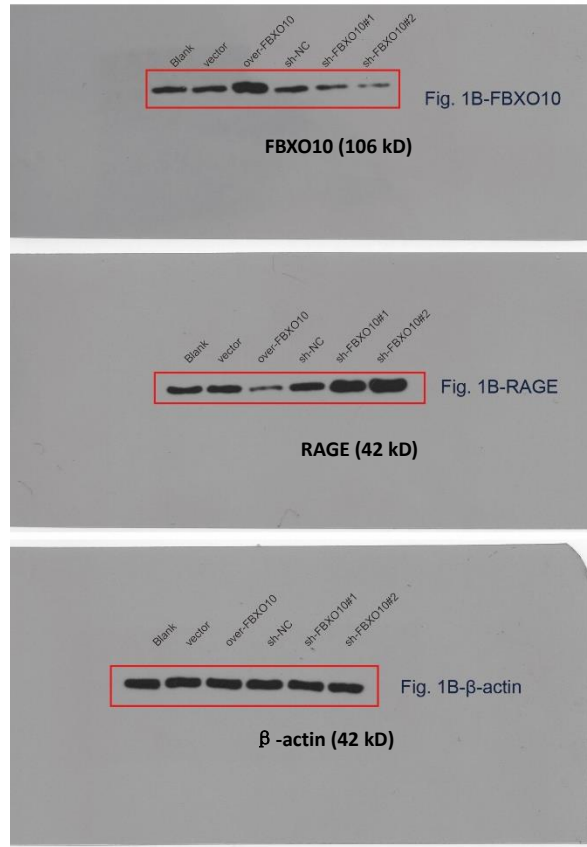 Blank vector over-FBXO10 sh-NC sh-FBXO10#1 sh-FBXO10#2
Fig. 1B-FBXO10
FBXO10 (106 kD)
Blank vector over-FBXO10 sh-NC sh-FBXO10#1 sh-FBXO10#2
Fig. 1B-RAGE
RAGE (42 kD)
Blank vector over-FBXO10 sh-NC sh-FBXO10#1 sh-FBXO10#2
Fig. 1B-β-actin
β-actin (42 kD)